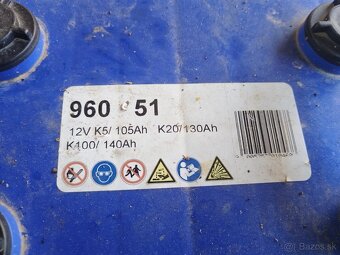 960 51
12V K5/ 105Ah K20/130Ah
K100/ 140Ah
Bazos.sk